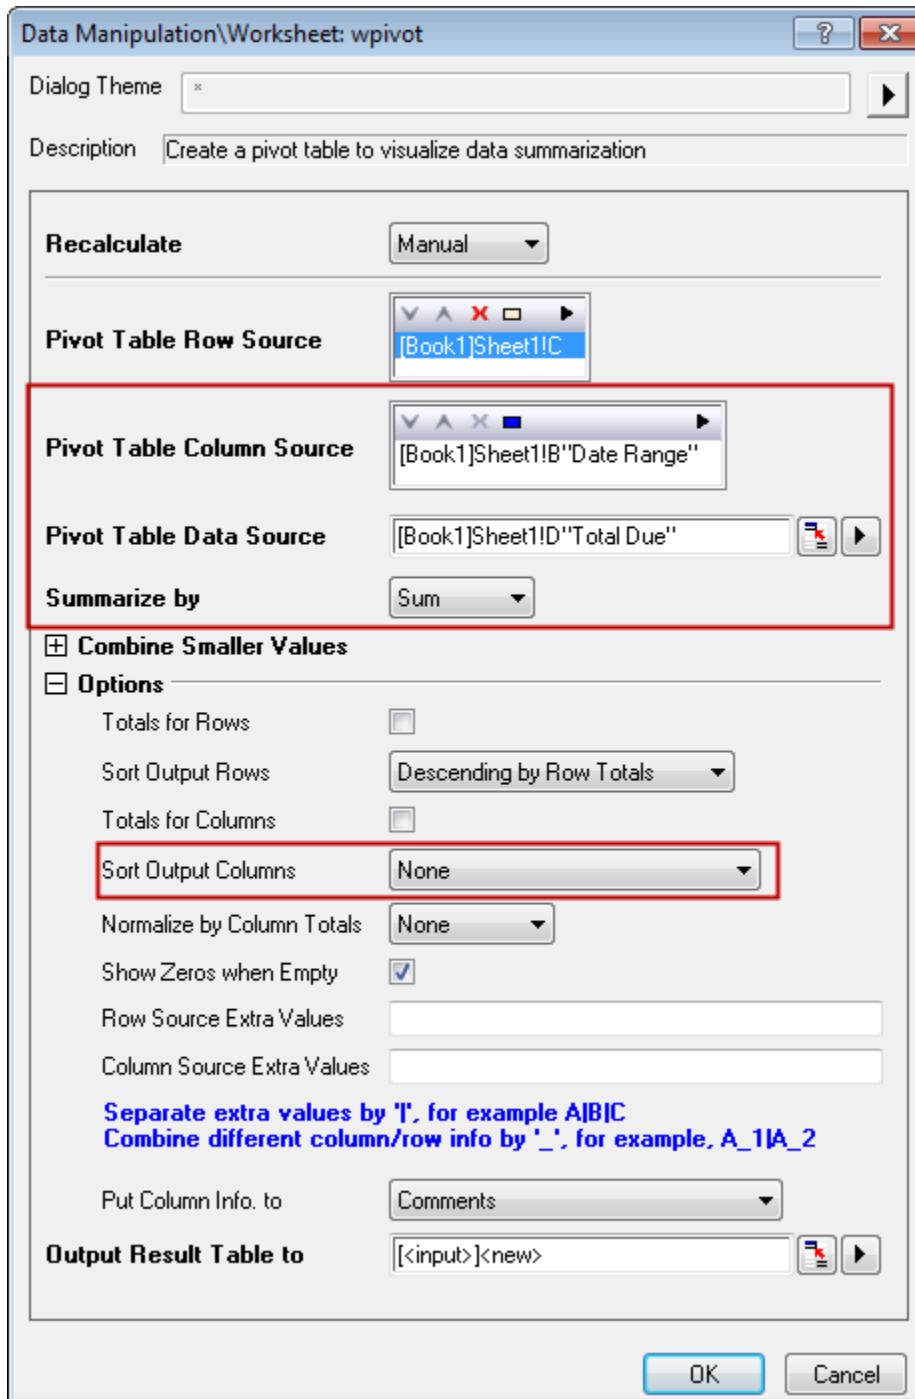 Data Manipulation\Worksheet: wpivot
Dialog Theme *
Description Create a pivot table to visualize data summarization
Recalculate Manual
Pivot Table Row Source [Book1]Sheet1!C
Pivot Table Column Source [Book1]Sheet1!B"Date Range"
Pivot Table Data Source [Book1]Sheet1!D"Total Due"
Summarize by Sum
Combine Smaller Values
Options
Totals for Rows
Sort Output Rows Descending by Row Totals
Totals for Columns
Sort Output Columns None
Normalize by Column Totals None
Show Zeros when Empty
Row Source Extra Values
Column Source Extra Values
Separate extra values by '|', for example A|B|C
Combine different column/row info by '_', for example, A_1|A_2
Put Column Info. to Comments
Output Result Table to [<input>]<new>
OK Cancel